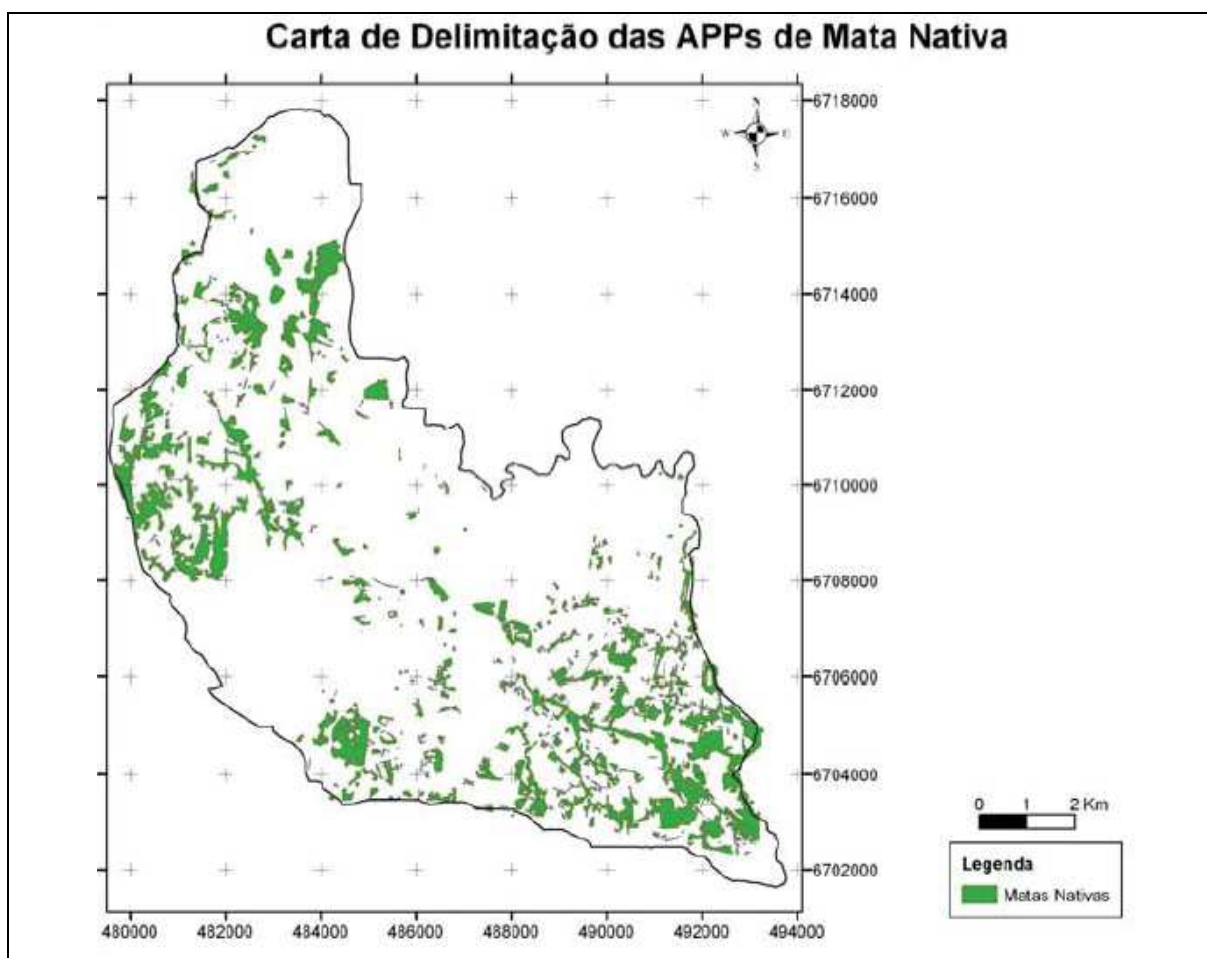 Carta de Delimitação das APPs de Mata Nativa
N
W E
S
6718000
6716000
6714000
6712000
6710000
6708000
6706000
6704000
6702000
0 1 2 Km
Legenda
Matas Nativas
480000 482000 484000 486000 488000 490000 492000 494000